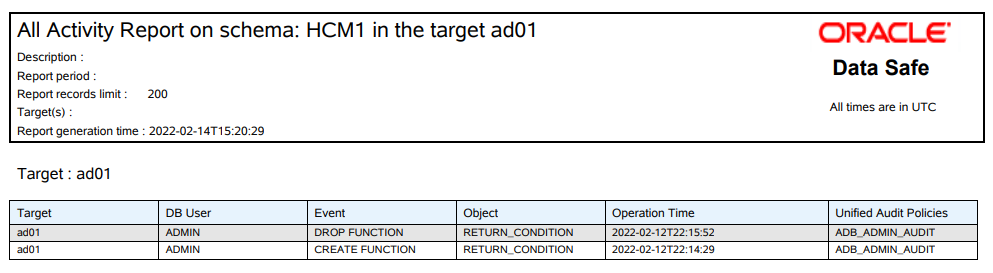 All Activity Report on schema: HCM1 in the target ad01
ORACLE
Data Safe
Description :
Report period :
Report records limit : 200
All times are in UTC
Target(s) :
Report generation time : 2022-02-14T15:20:29
Target : ad01
Target DB User Event Object Operation Time Unified Audit Policies
ad01 ADMIN DROP FUNCTION RETURN_CONDITION 2022-02-12T22:15:52 ADB_ADMIN_AUDIT
ad01 ADMIN CREATE FUNCTION RETURN_CONDITION 2022-02-12T22:14:29 ADB_ADMIN_AUDIT